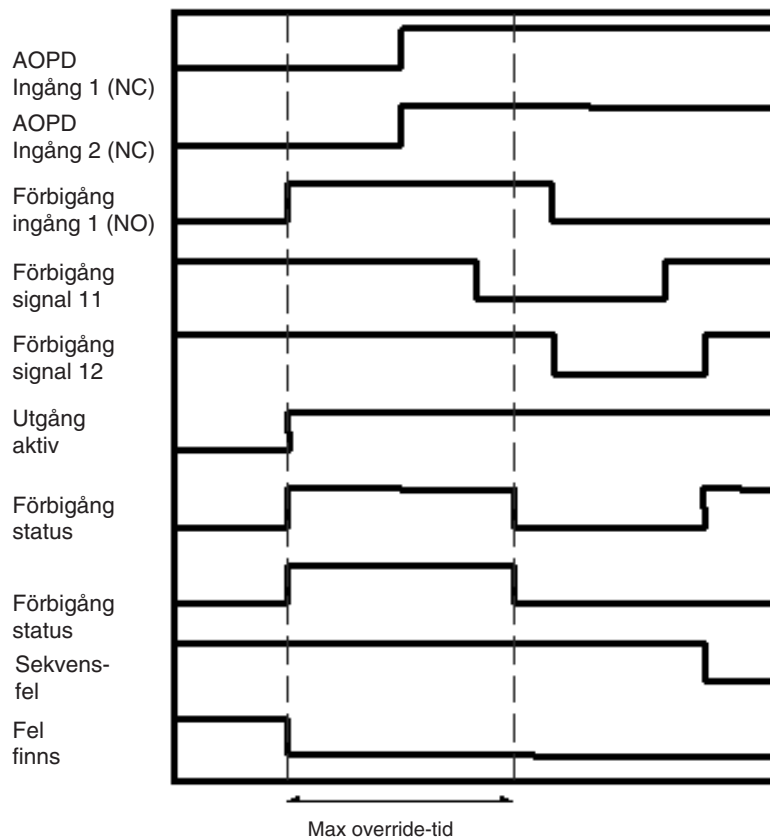 AOPD
Ingång 1 (NC)
AOPD
Ingång 2 (NC)
Förbigång
ingång 1 (NO)
Förbigång
signal 11
Förbigång
signal 12
Utgång
aktiv
Förbigång
status
Förbigång
status
Sekvens-
fel
Fel
finns
Max override-tid